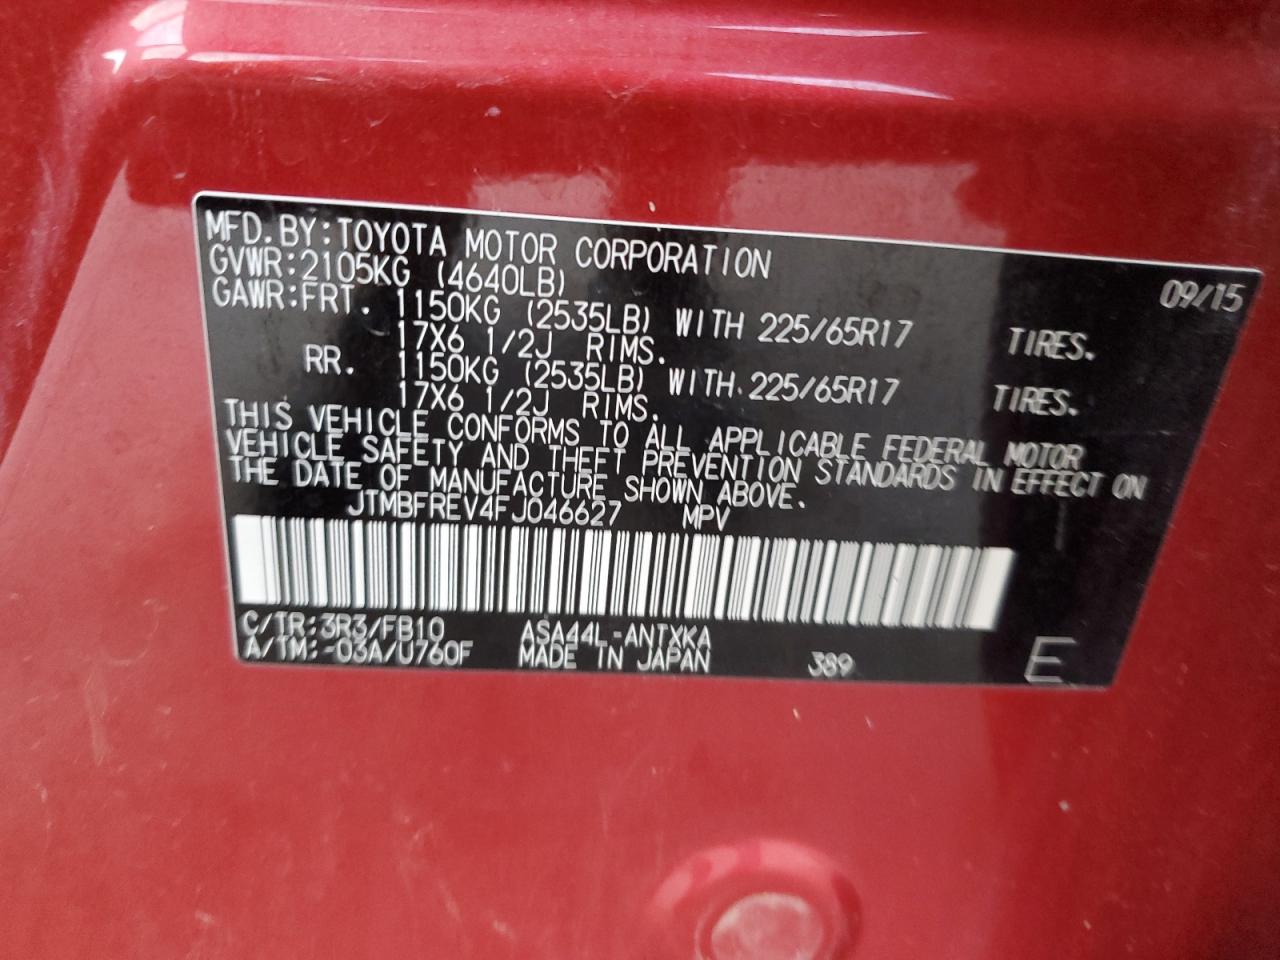 MFD.BY:TOYOTA MOTOR CORPORATION 09/15
GVWR:2105KG (4640LB)
GAWR:FRT. 1150KG (2535LB) WITH 225/65R17 TIRES.
17X6 1/2J RIMS.
RR. 1150KG (2535LB) WITH 225/65R17 TIRES.
17X6 1/2J RIMS.
THIS VEHICLE CONFORMS TO ALL APPLICABLE FEDERAL MOTOR
VEHICLE SAFETY AND THEFT PREVENTION STANDARDS IN EFFECT ON
THE DATE OF MANUFACTURE SHOWN ABOVE.
JTMBFREV4FJ046627 MPV
C/TR:3R3/FB10 ASA44L-ANTXKA
A/TM:-03A/U760F MADE IN JAPAN 389 E